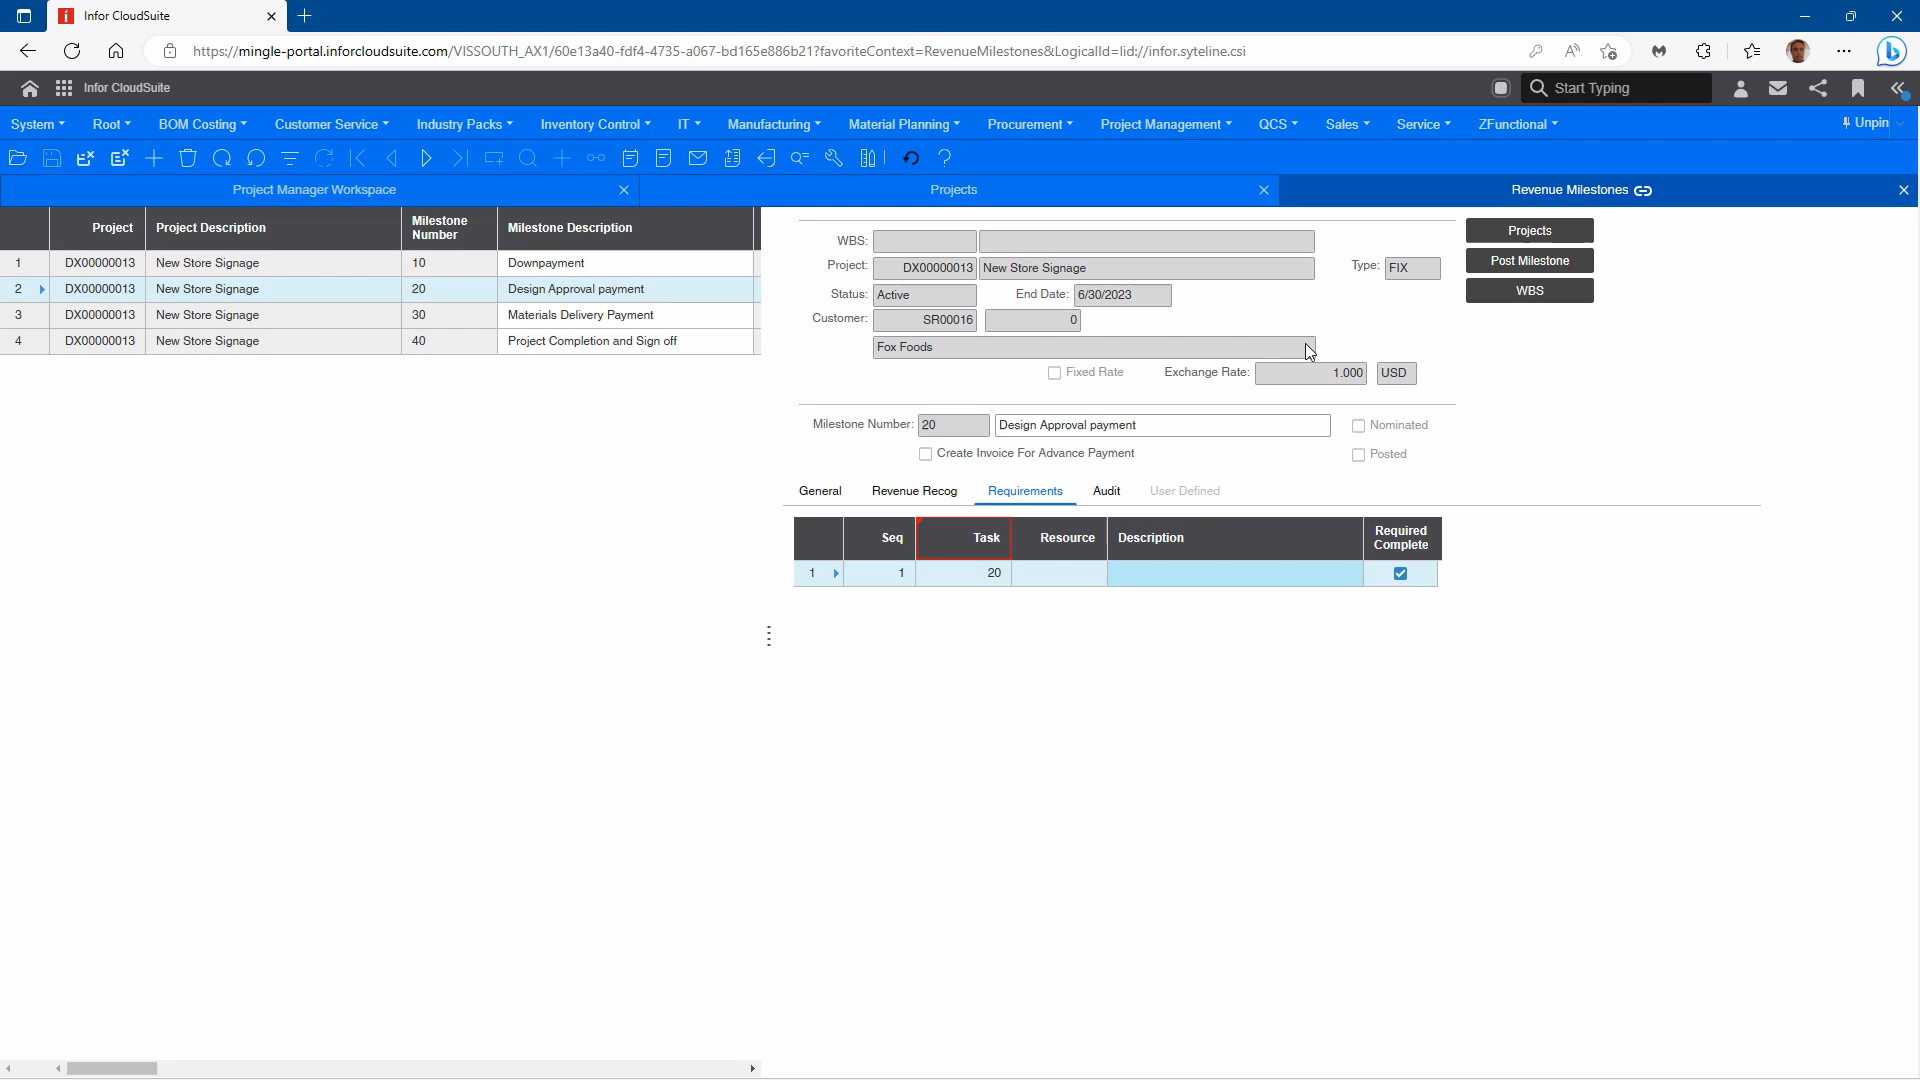 Infor CloudSuite
https://mingle-portal.inforcloudsuite.com/VISSOUTH_AX1/60e13a40-fdf4-4735-a067-bd165e886b21?favoriteContext=RevenueMilestones&LogicalId=lid://infor.syteline.csi
Infor CloudSuite
Start Typing
System Root BOM Costing Customer Service Industry Packs Inventory Control IT Manufacturing Material Planning Procurement Project Management QCS Sales Service ZFunctional Unpin
Project Manager Workspace Projects Revenue Milestones
Project Project Description Milestone Number Milestone Description
1 DX00000013 New Store Signage 10 Downpayment
2 DX00000013 New Store Signage 20 Design Approval payment
3 DX00000013 New Store Signage 30 Materials Delivery Payment
4 DX00000013 New Store Signage 40 Project Completion and Sign off
WBS:
Project: DX00000013 New Store Signage Type: FIX
Status: Active End Date: 6/30/2023
Customer: SR00016 0
Fox Foods
Fixed Rate Exchange Rate: 1.000 USD
Projects
Post Milestone
WBS
Milestone Number: 20 Design Approval payment Nominated
Create Invoice For Advance Payment Posted
General Revenue Recog Requirements Audit User Defined
Seq Task Resource Description Required Complete
1 1 20